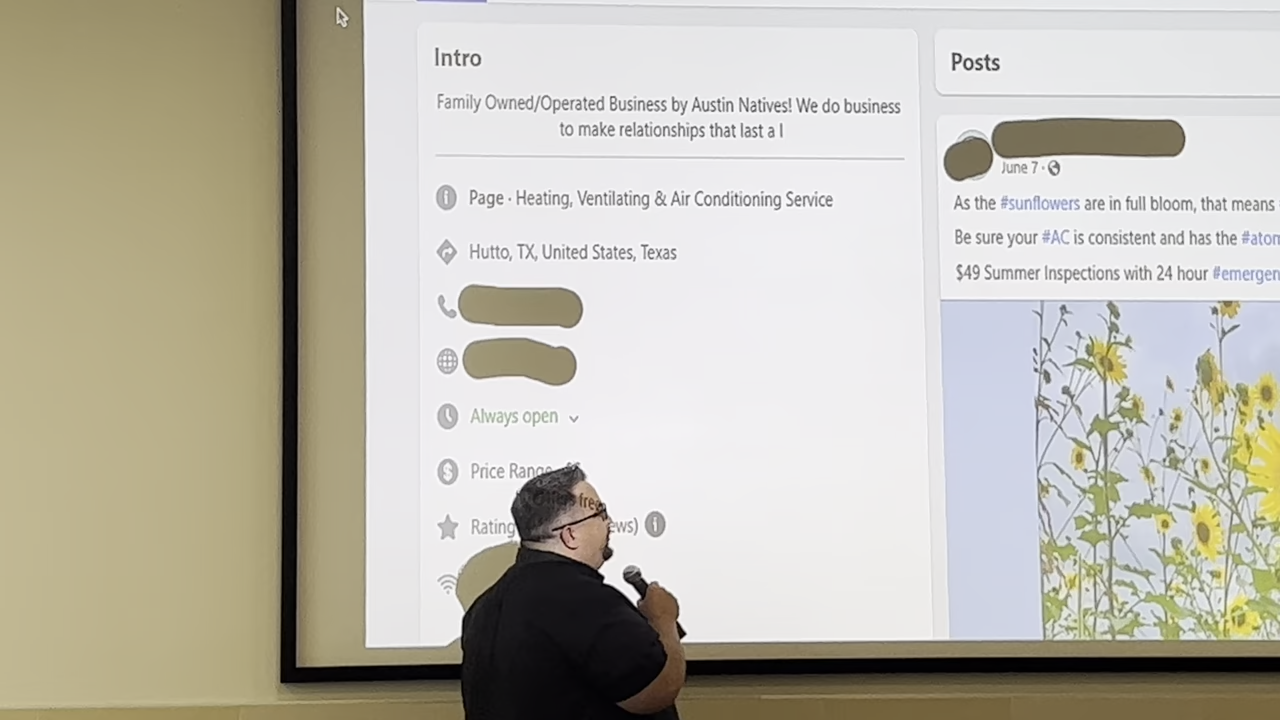 Intro
Family Owned/Operated Business by Austin Natives! We do business
to make relationships that last a l
Page · Heating, Ventilating & Air Conditioning Service
Hutto, TX, United States, Texas
Always open
Price Range
Rating
ews)
Posts
June 7 ·
As the #sunflowers are in full bloom, that means
Be sure your #AC is consistent and has the #atom
$49 Summer Inspections with 24 hour #emergen